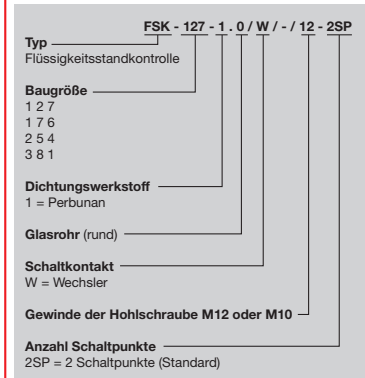 FSK - 127 - 1 . 0 / W / - / 12 - 2SP
Typ
Flüssigkeitsstandkontrolle
Baugröße
1 2 7
1 7 6
2 5 4
3 8 1
Dichtungswerkstoff
1 = Perbunan
Glasrohr (rund)
Schaltkontakt
W = Wechsler
Gewinde der Hohlschraube M12 oder M10
Anzahl Schaltpunkte
2SP = 2 Schaltpunkte (Standard)